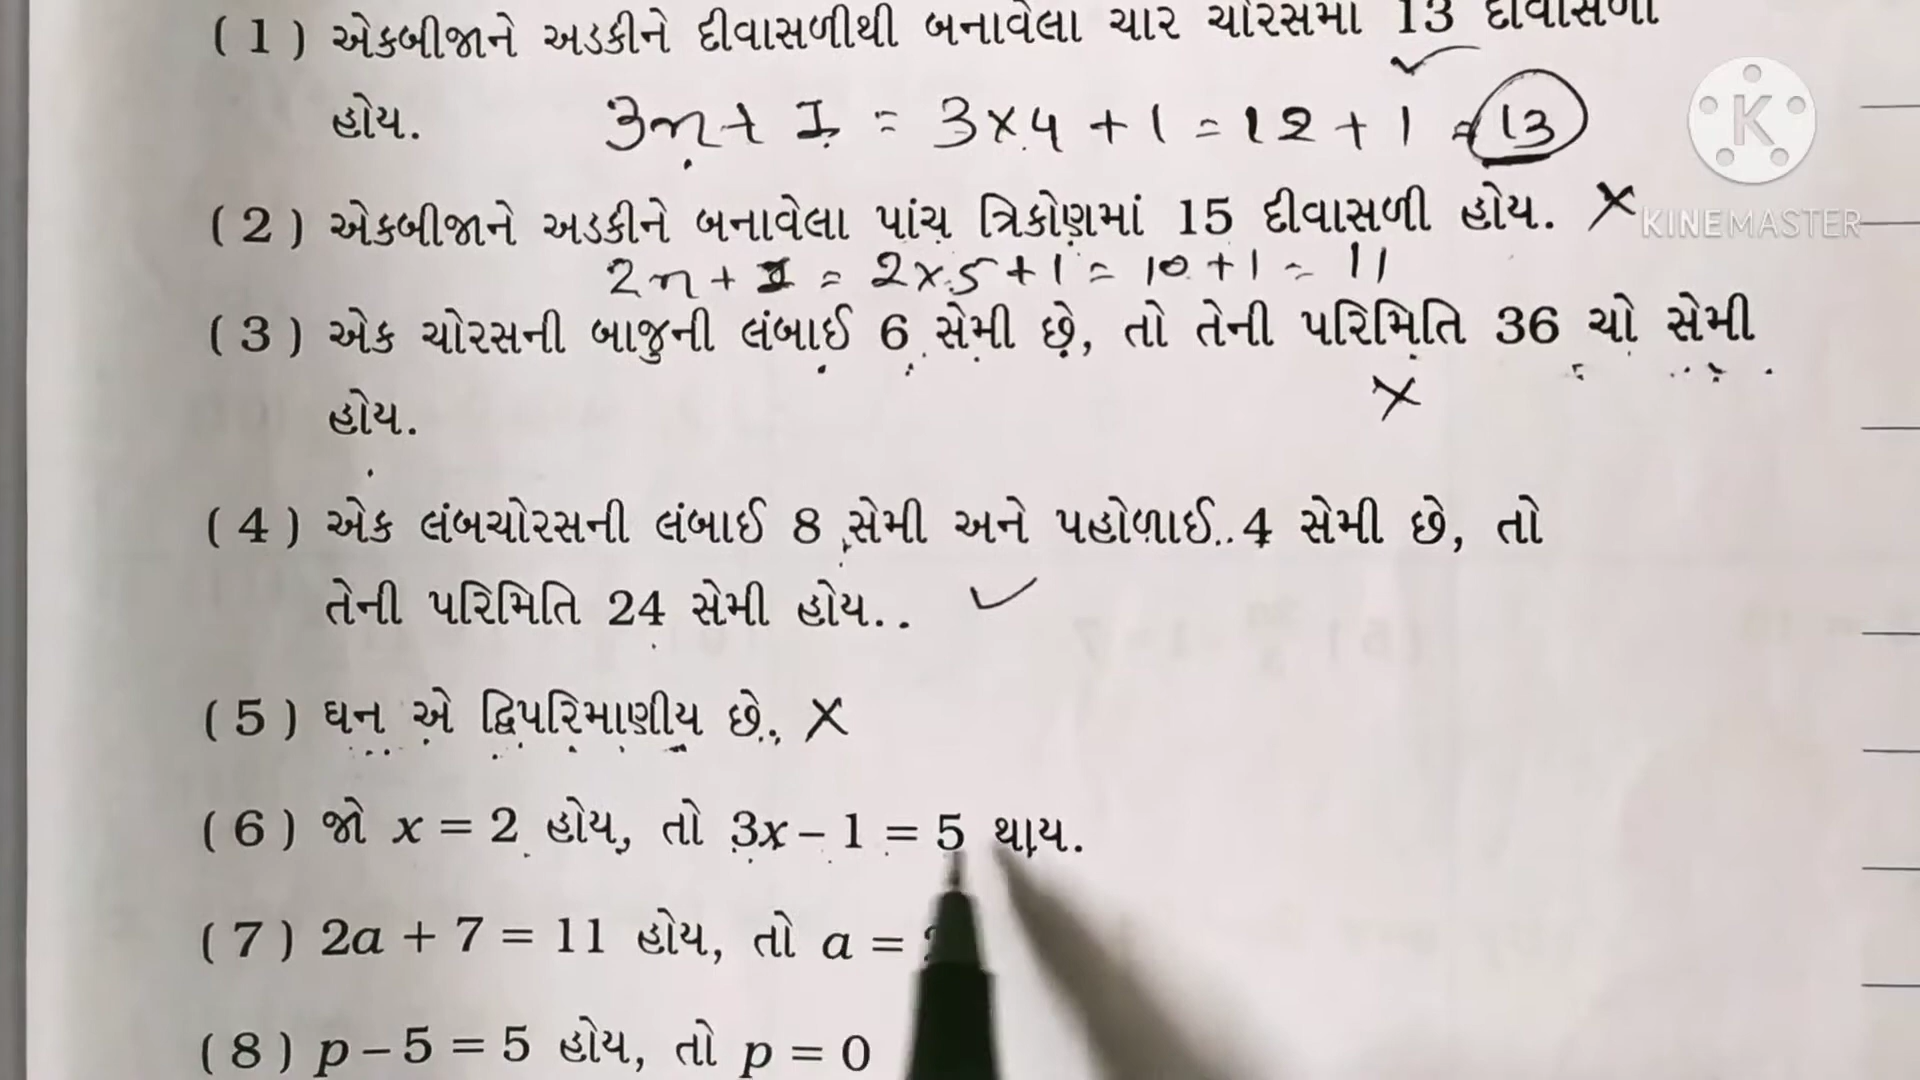 ( 1 ) એકબીજાને અડકીને દીવાસળીથી બનાવેલા ચાર ચોરસમાં 13 દીવાસળી ✓
હોય. 3n + 1 = 3 × 4 + 1 = 12 + 1 = 13
K
( 2 ) એકબીજાને અડકીને બનાવેલા પાંચ ત્રિકોણમાં 15 દીવાસળી હોય. ×
KINEMASTER
2n + 1 = 2 × 5 + 1 = 10 + 1 = 11
( 3 ) એક ચોરસની બાજુની લંબાઈ 6 સેમી છે, તો તેની પરિમિતિ 36 ચો સેમી
હોય. ×
( 4 ) એક લંબચોરસની લંબાઈ 8 સેમી અને પહોળાઈ 4 સેમી છે, તો
તેની પરિમિતિ 24 સેમી હોય. ✓
( 5 ) ઘન એ દ્વિપરિમાણીય છે. ×
( 6 ) જો x = 2 હોય, તો 3x – 1 = 5 થાય.
( 7 ) 2a + 7 = 11 હોય, તો a =
( 8 ) p – 5 = 5 હોય, તો p = 0